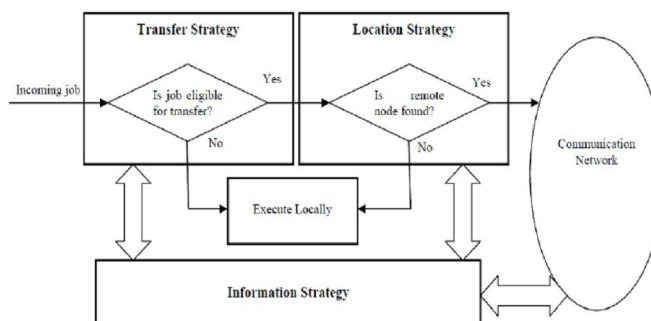 Transfer Strategy
Location Strategy
Incoming job
Is job eligible
for transfer?
Yes
No
Is remote
node found?
Yes
No
Communication
Network
Execute Locally
Information Strategy